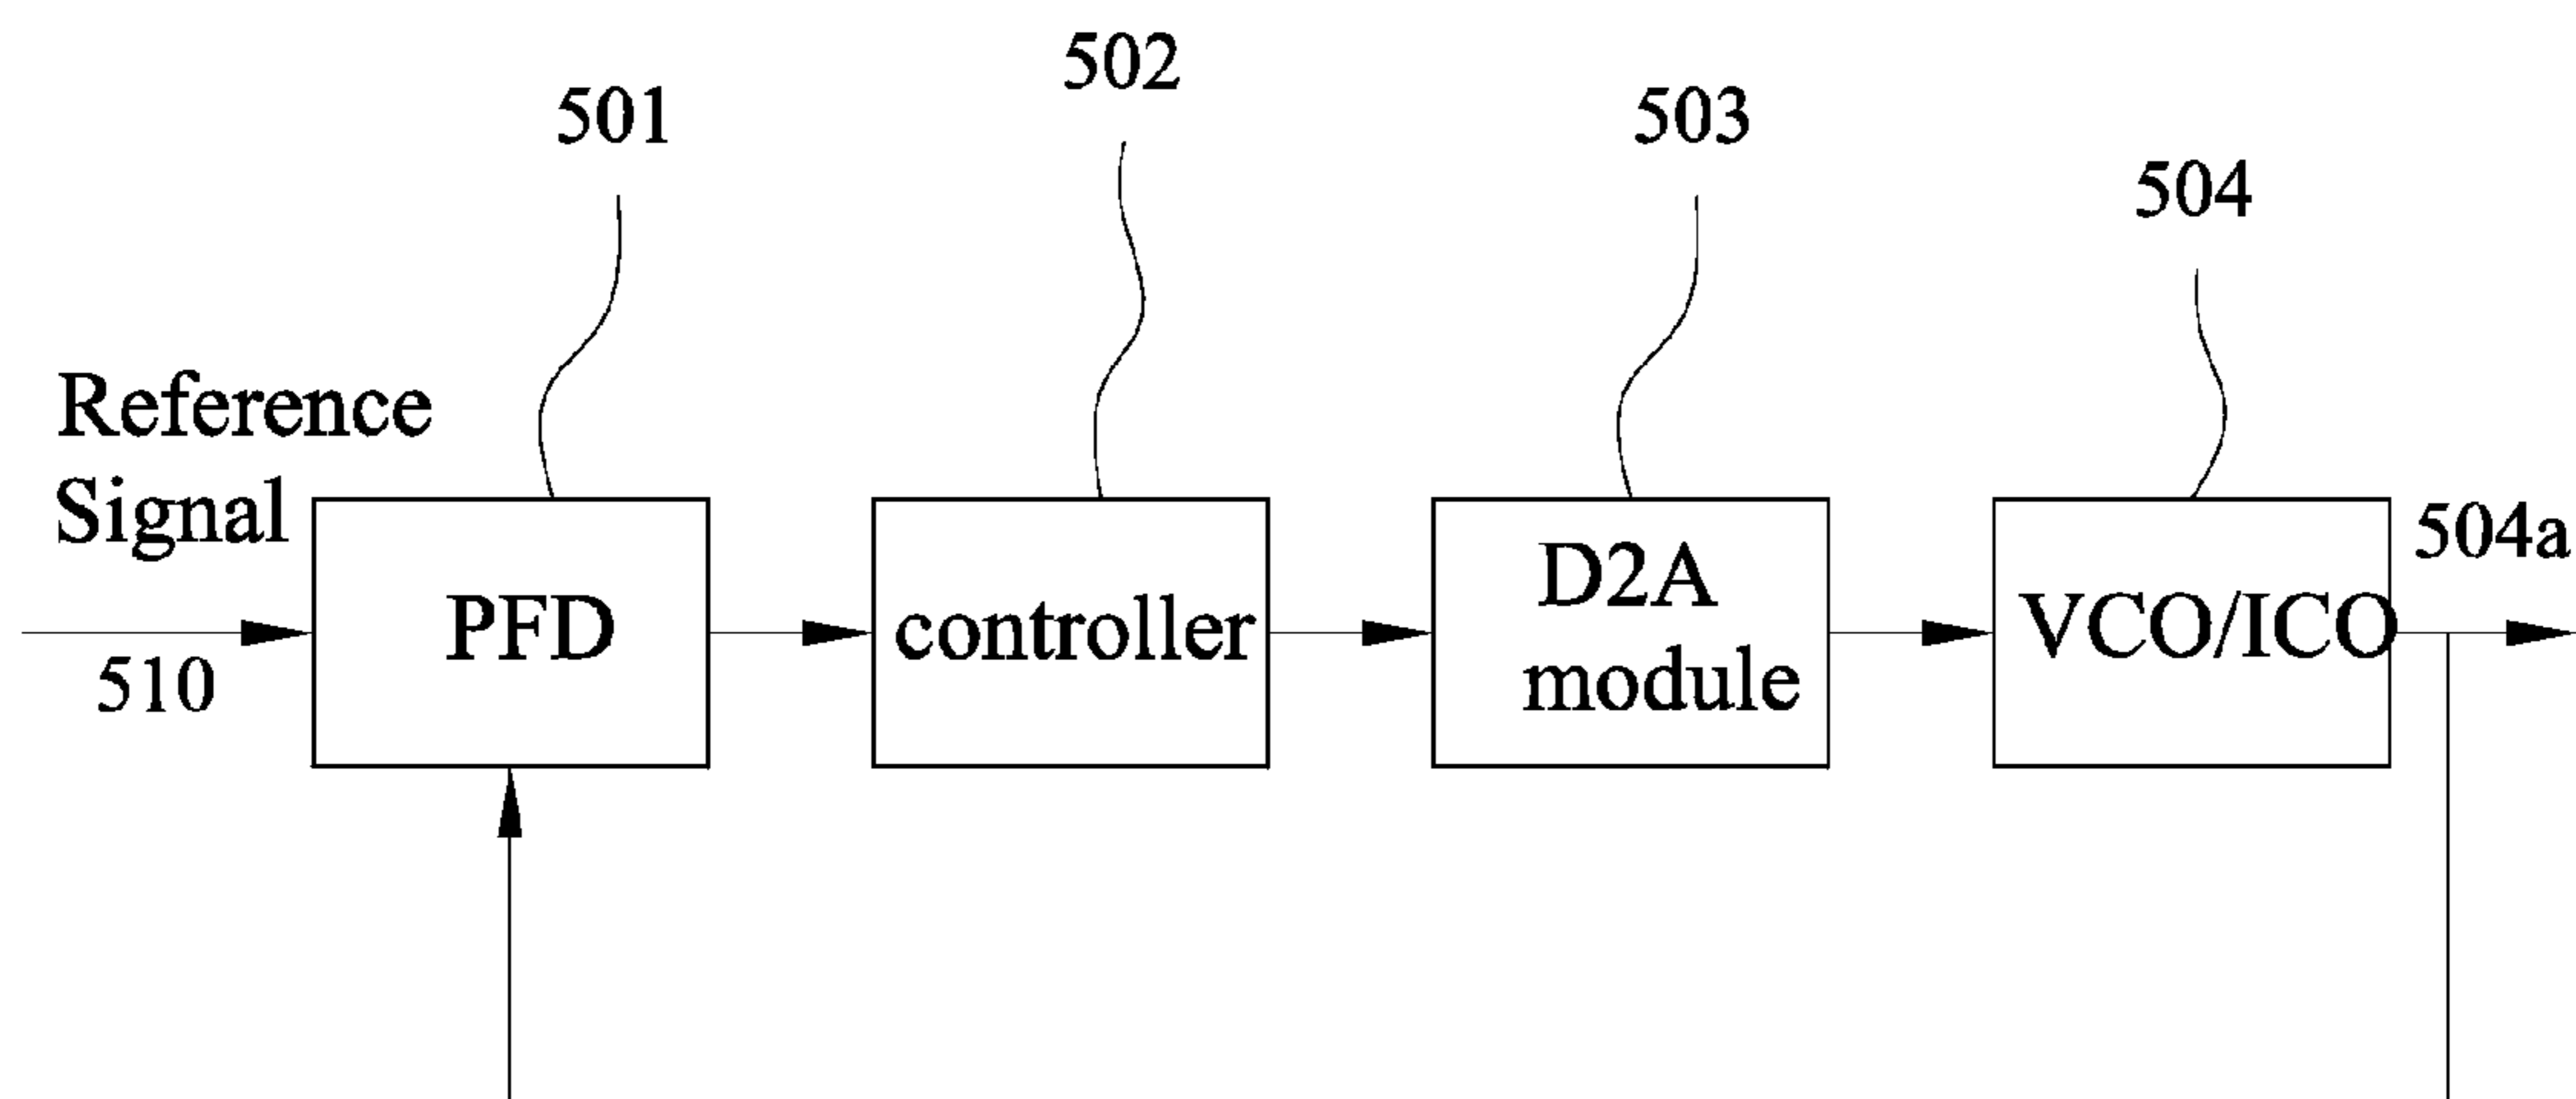 502
501
503
504
Reference
Signal
504a
D2A
PFD
controller
module
VCO/ICO
510